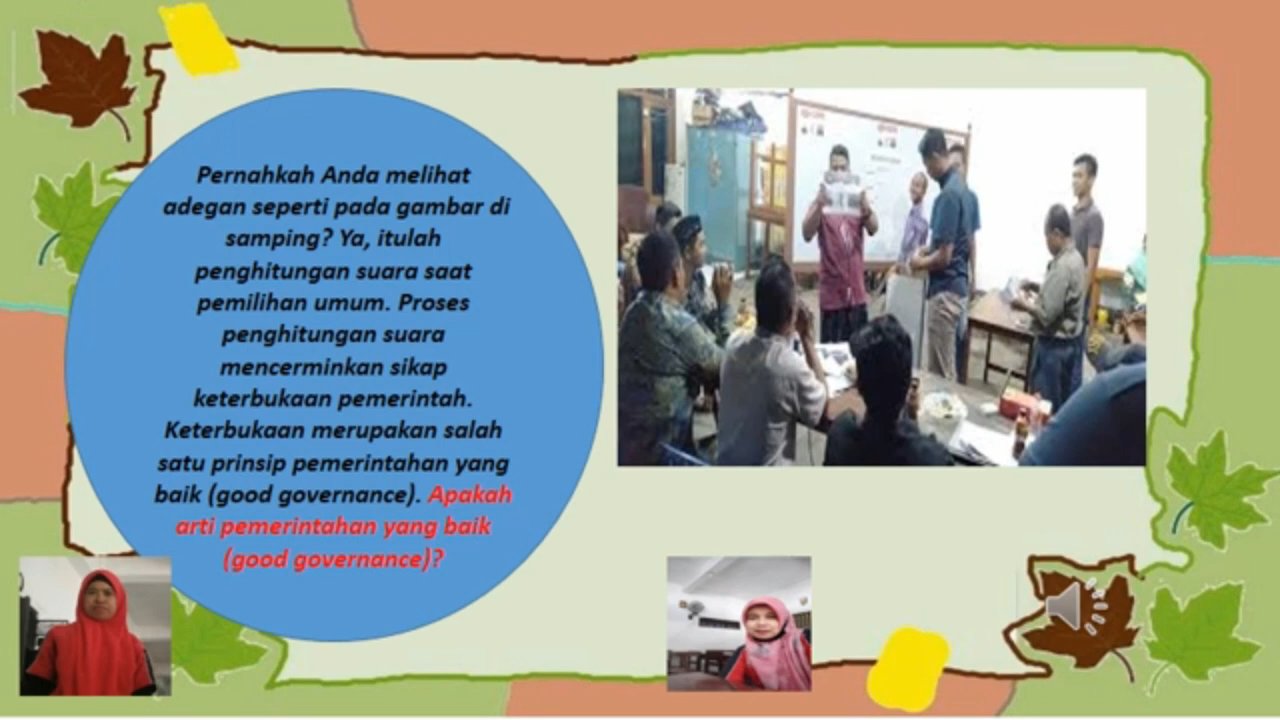 Pernahkah Anda melihat
adegan seperti pada gambar di
samping? Ya, itulah
penghitungan suara saat
pemilihan umum. Proses
penghitungan suara
mencerminkan sikap
keterbukaan pemerintah.
Keterbukaan merupakan salah
satu prinsip pemerintahan yang
baik (good governance). Apakah
arti pemerintahan yang baik
(good governance)?